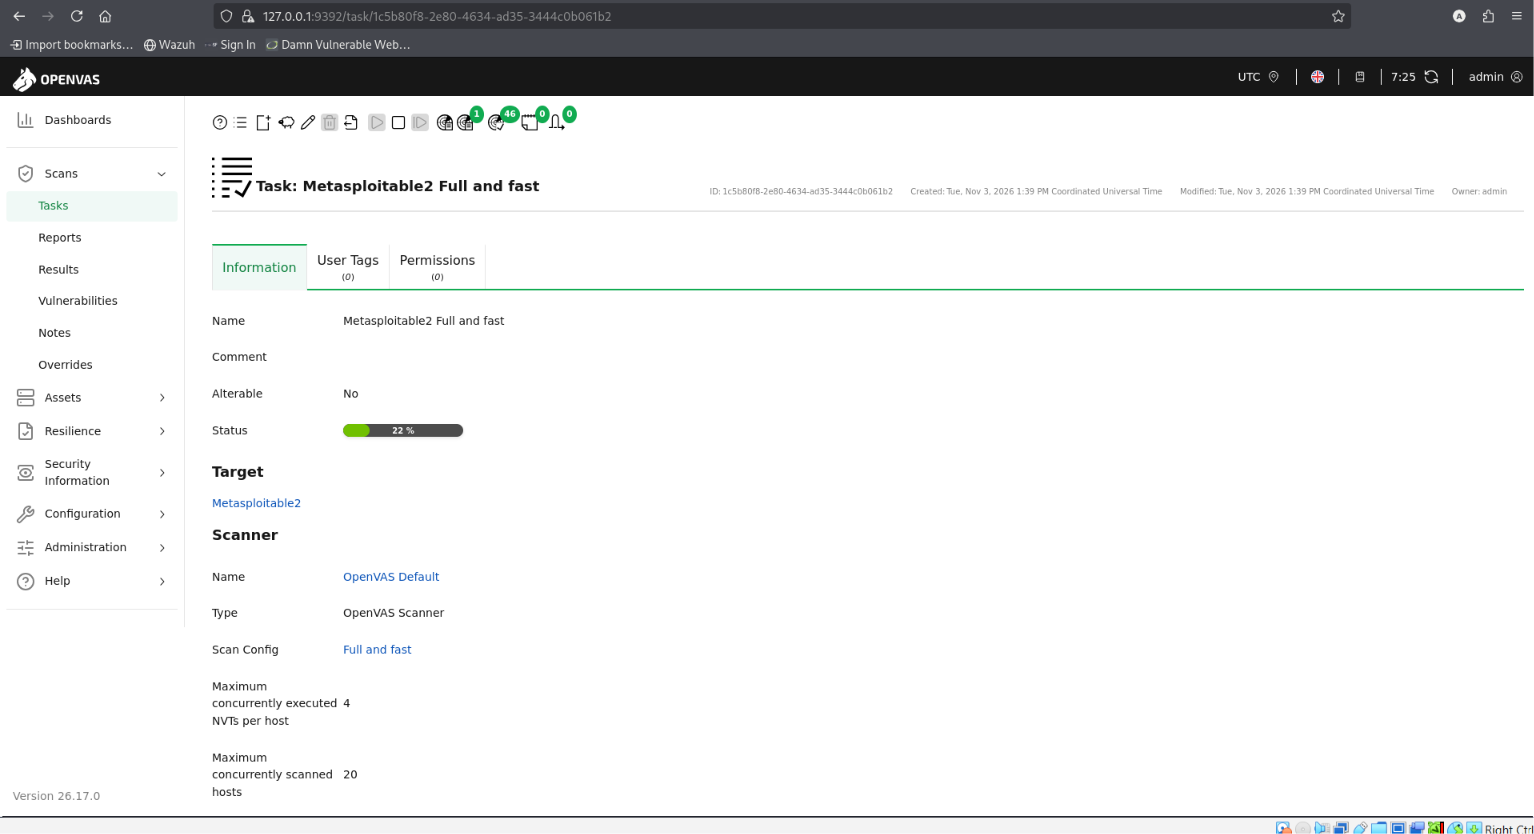 127.0.0.1:9392/task/1c5b80f8-2e80-4634-ad35-3444c0b061b2
A
Import bookmarks...
Wazuh
Sign In
Damn Vulnerable Web...
OPENVAS
UTC
7:25
admin
Dashboards
Scans
Tasks
Reports
Results
Vulnerabilities
Notes
Overrides
Assets
Resilience
Security
Information
Configuration
Administration
Help
Version 26.17.0
1
46
0
0
Task: Metasploitable2 Full and fast
ID: 1c5b80f8-2e80-4634-ad35-3444c0b061b2
Created: Tue, Nov 3, 2026 1:39 PM Coordinated Universal Time
Modified: Tue, Nov 3, 2026 1:39 PM Coordinated Universal Time
Owner: admin
Information
User Tags
(0)
Permissions
(0)
Name Metasploitable2 Full and fast
Comment
Alterable No
Status 22 %
Target
Metasploitable2
Scanner
Name OpenVAS Default
Type OpenVAS Scanner
Scan Config Full and fast
Maximum
concurrently executed 4
NVTs per host
Maximum
concurrently scanned 20
hosts
Right Ctr